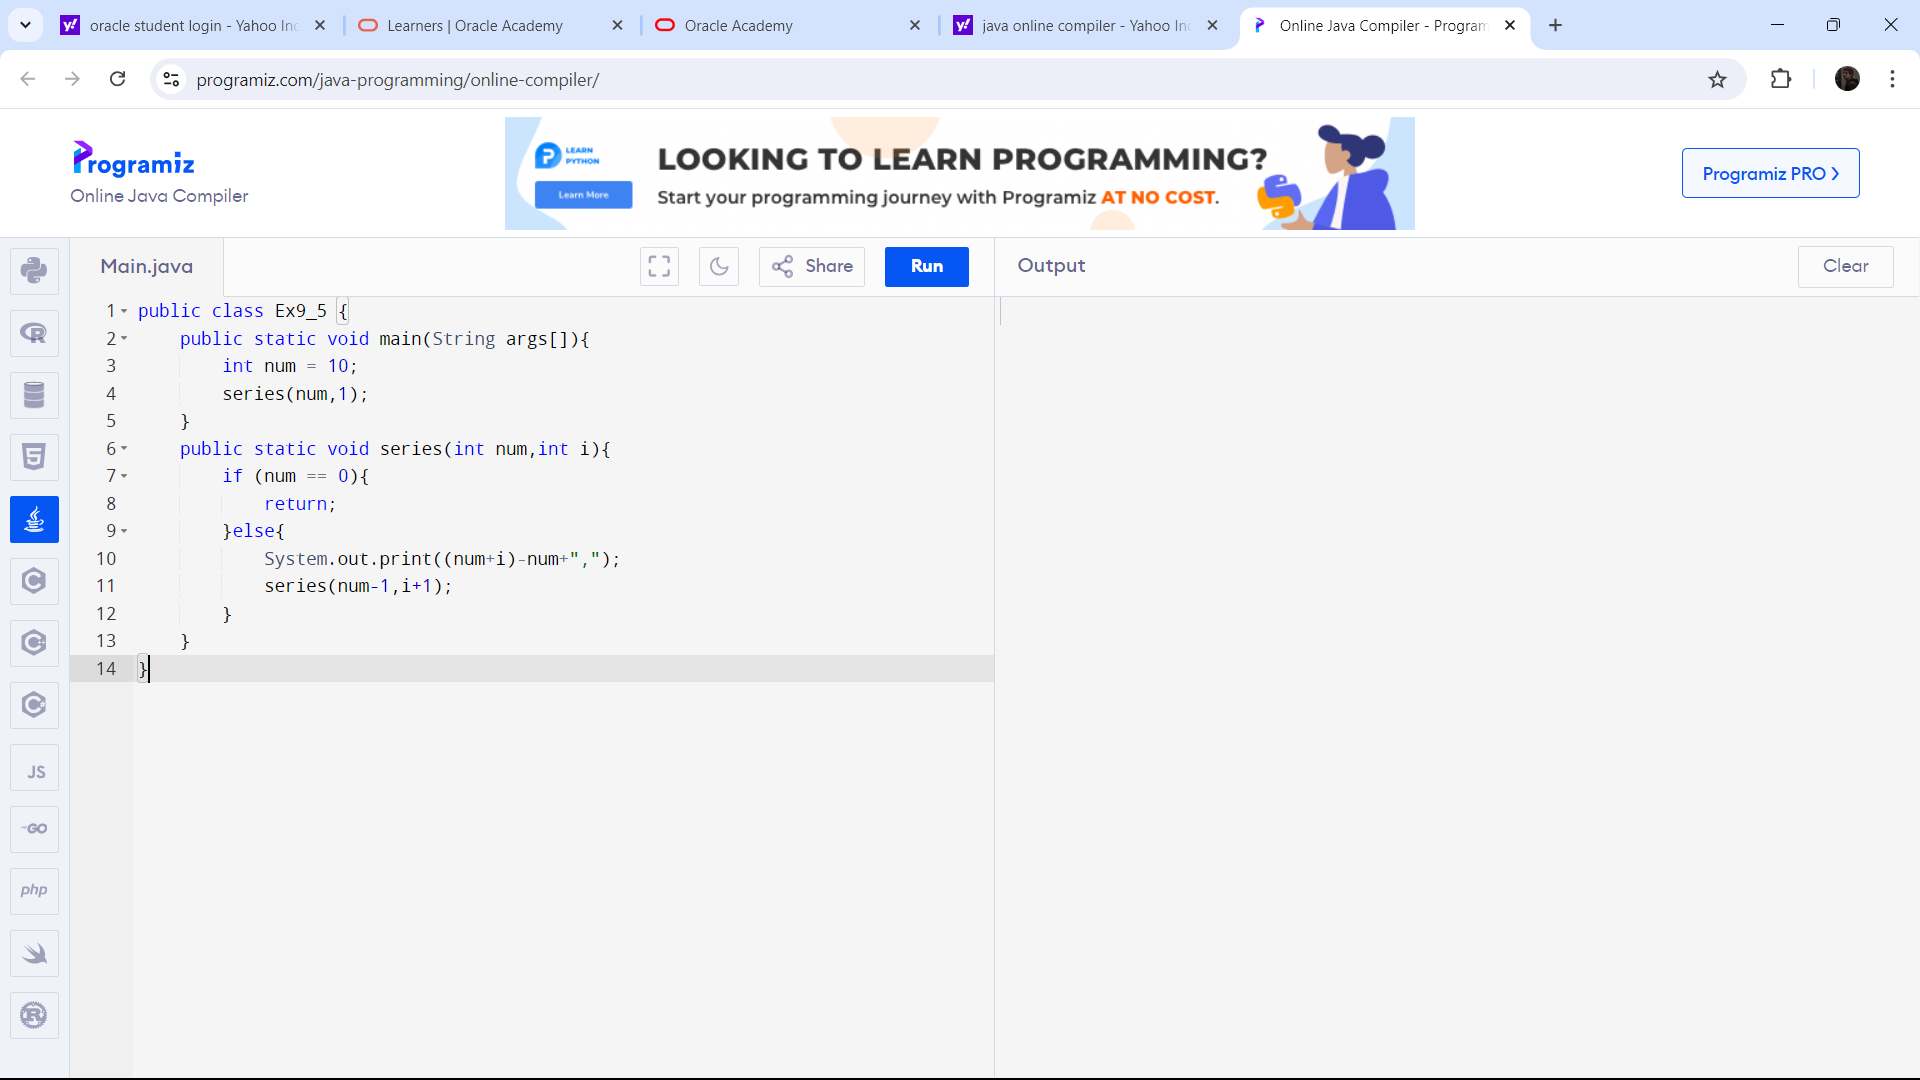 oracle student login - Yahoo Inc
Learners | Oracle Academy
Oracle Academy
java online compiler - Yahoo Inc
Online Java Compiler - Program
programiz.com/java-programming/online-compiler/
Programiz
Online Java Compiler
LEARN
PYTHON
Learn More
LOOKING TO LEARN PROGRAMMING?
Start your programming journey with Programiz AT NO COST.
Programiz PRO >
Main.java
Share
Run
Output
Clear
1 public class Ex9_5 {
2     public static void main(String args[]){
3         int num = 10;
4         series(num,1);
5     }
6     public static void series(int num,int i){
7         if (num == 0){
8             return;
9         }else{
10             System.out.print((num+i)-num+",");
11             series(num-1,i+1);
12         }
13     }
14 }
JS
GO
php